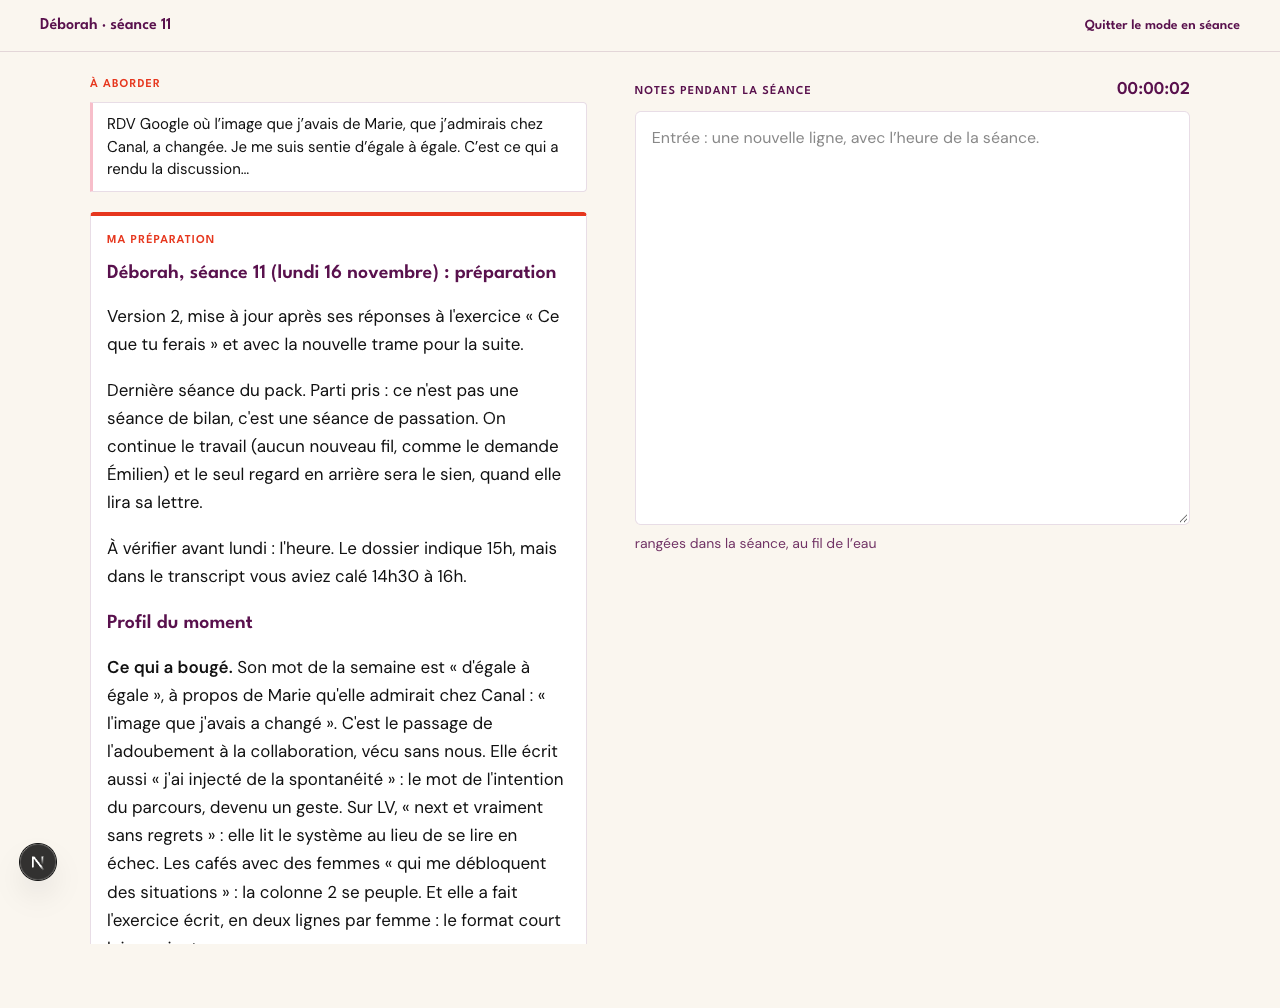 Déborah · séance 11
Quitter le mode en séance
À ABORDER
RDV Google où l’image que j’avais de Marie, que j’admirais chez
Canal, a changée. Je me suis sentie d’égale à égale. C’est ce qui a
rendu la discussion…
MA PRÉPARATION
Déborah, séance 11 (lundi 16 novembre) : préparation
Version 2, mise à jour après ses réponses à l'exercice « Ce
que tu ferais » et avec la nouvelle trame pour la suite.
Dernière séance du pack. Parti pris : ce n'est pas une
séance de bilan, c'est une séance de passation. On
continue le travail (aucun nouveau fil, comme le demande
Émilien) et le seul regard en arrière sera le sien, quand elle
lira sa lettre.
À vérifier avant lundi : l'heure. Le dossier indique 15h, mais
dans le transcript vous aviez calé 14h30 à 16h.
Profil du moment
Ce qui a bougé. Son mot de la semaine est « d'égale à
égale », à propos de Marie qu'elle admirait chez Canal : «
l'image que j'avais a changé ». C'est le passage de
l'adoubement à la collaboration, vécu sans nous. Elle écrit
aussi « j'ai injecté de la spontanéité » : le mot de l'intention
du parcours, devenu un geste. Sur LV, « next et vraiment
sans regrets » : elle lit le système au lieu de se lire en
échec. Les cafés avec des femmes « qui me débloquent
des situations » : la colonne 2 se peuple. Et elle a fait
l'exercice écrit, en deux lignes par femme : le format court
NOTES PENDANT LA SÉANCE
00:00:02
Entrée : une nouvelle ligne, avec l’heure de la séance.
rangées dans la séance, au fil de l’eau
N